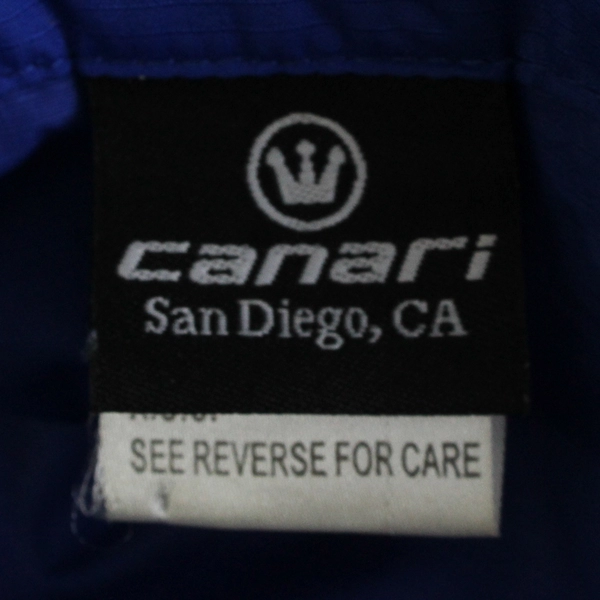 canari
San Diego, CA
SEE REVERSE FOR CARE